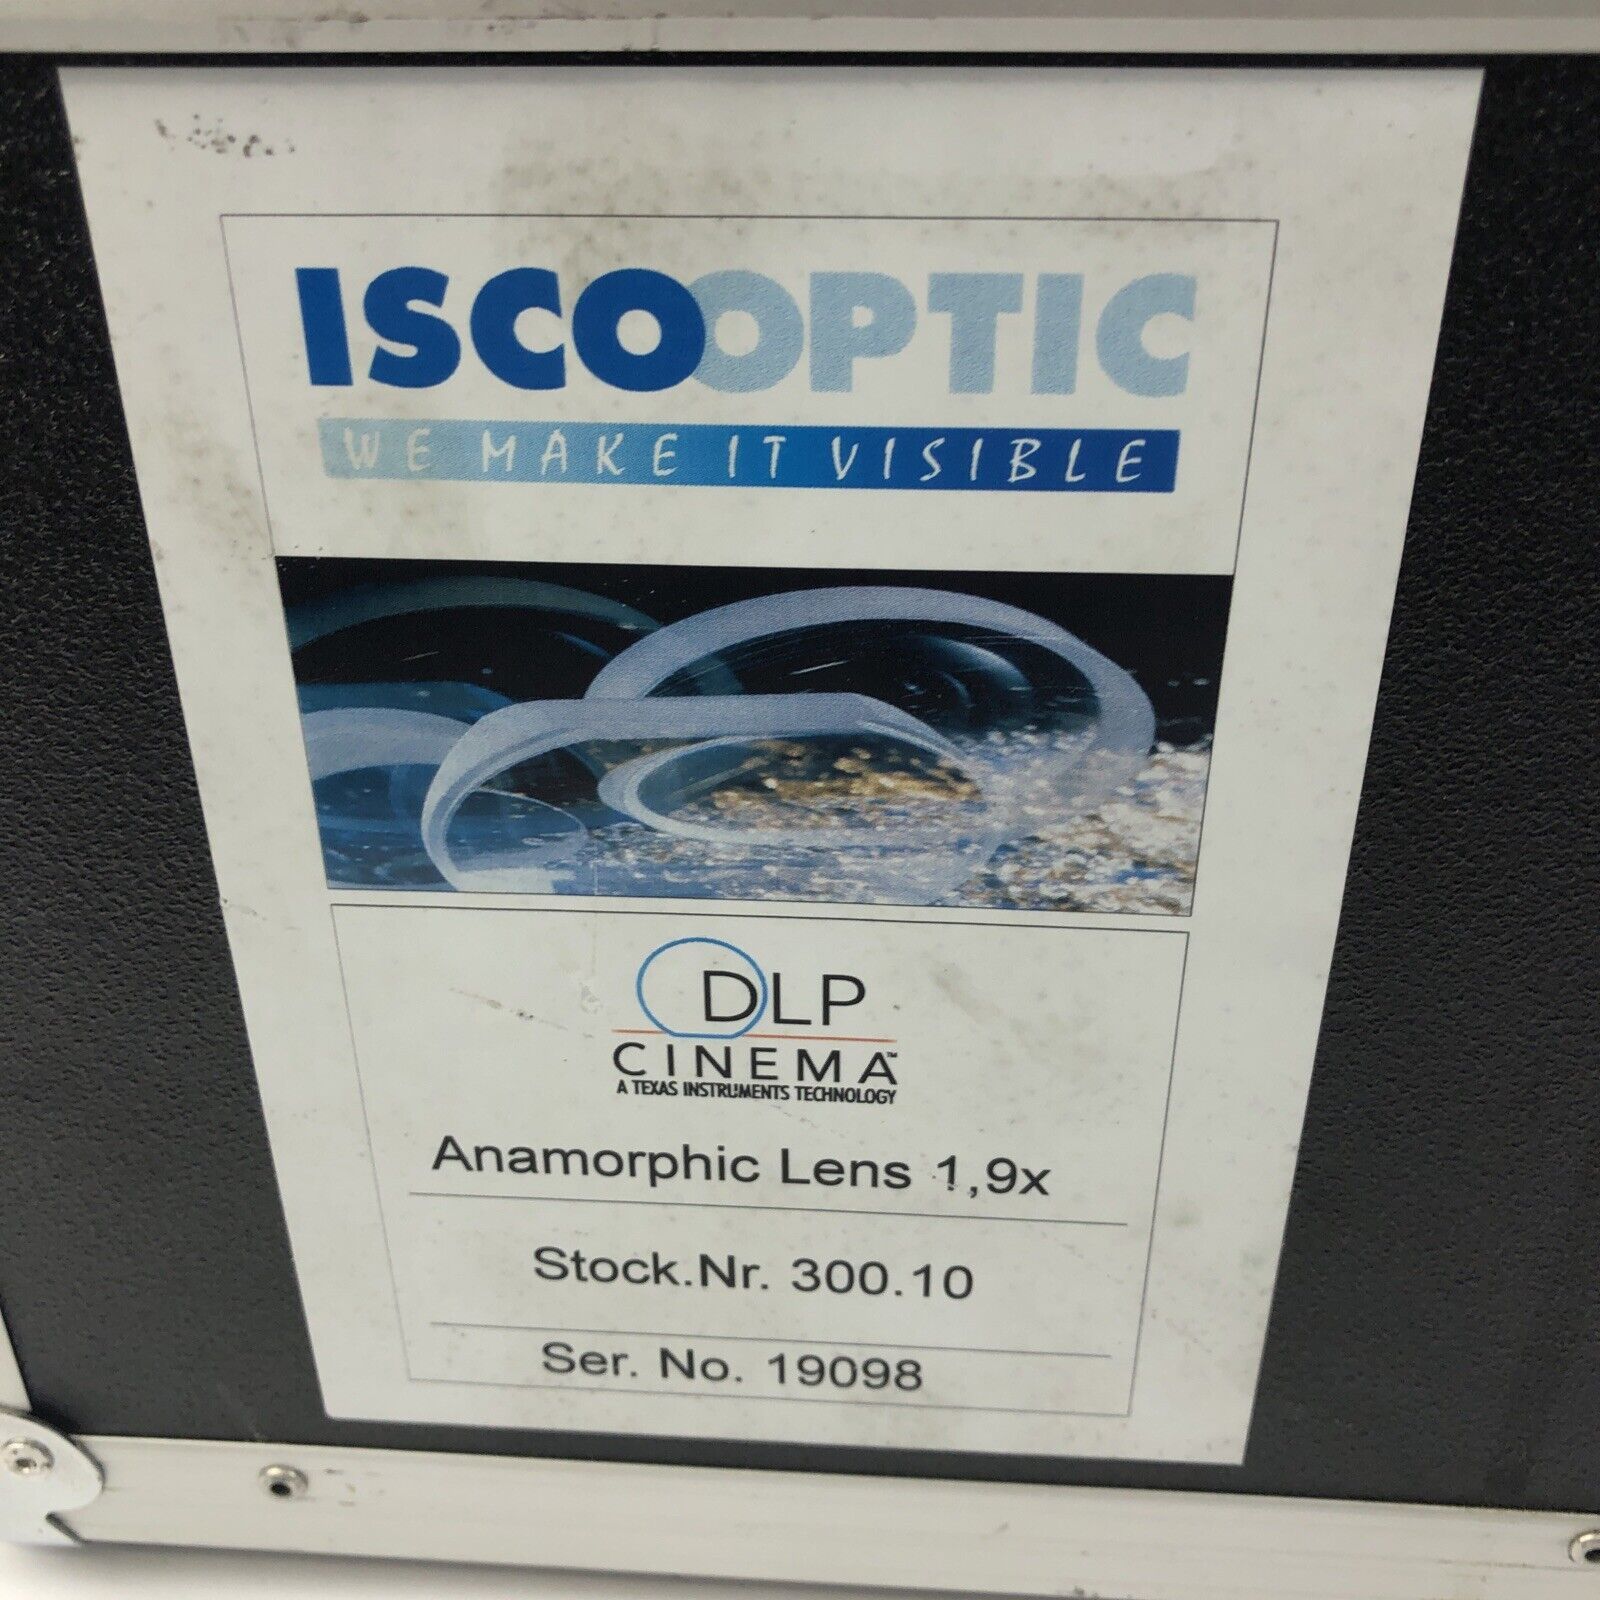 ISCOOPTIC
WE MAKE IT VISIBLE
DLP
CINEMA™
A TEXAS INSTRUMENTS TECHNOLOGY
Anamorphic Lens 1,9x
Stock.Nr. 300.10
Ser. No. 19098